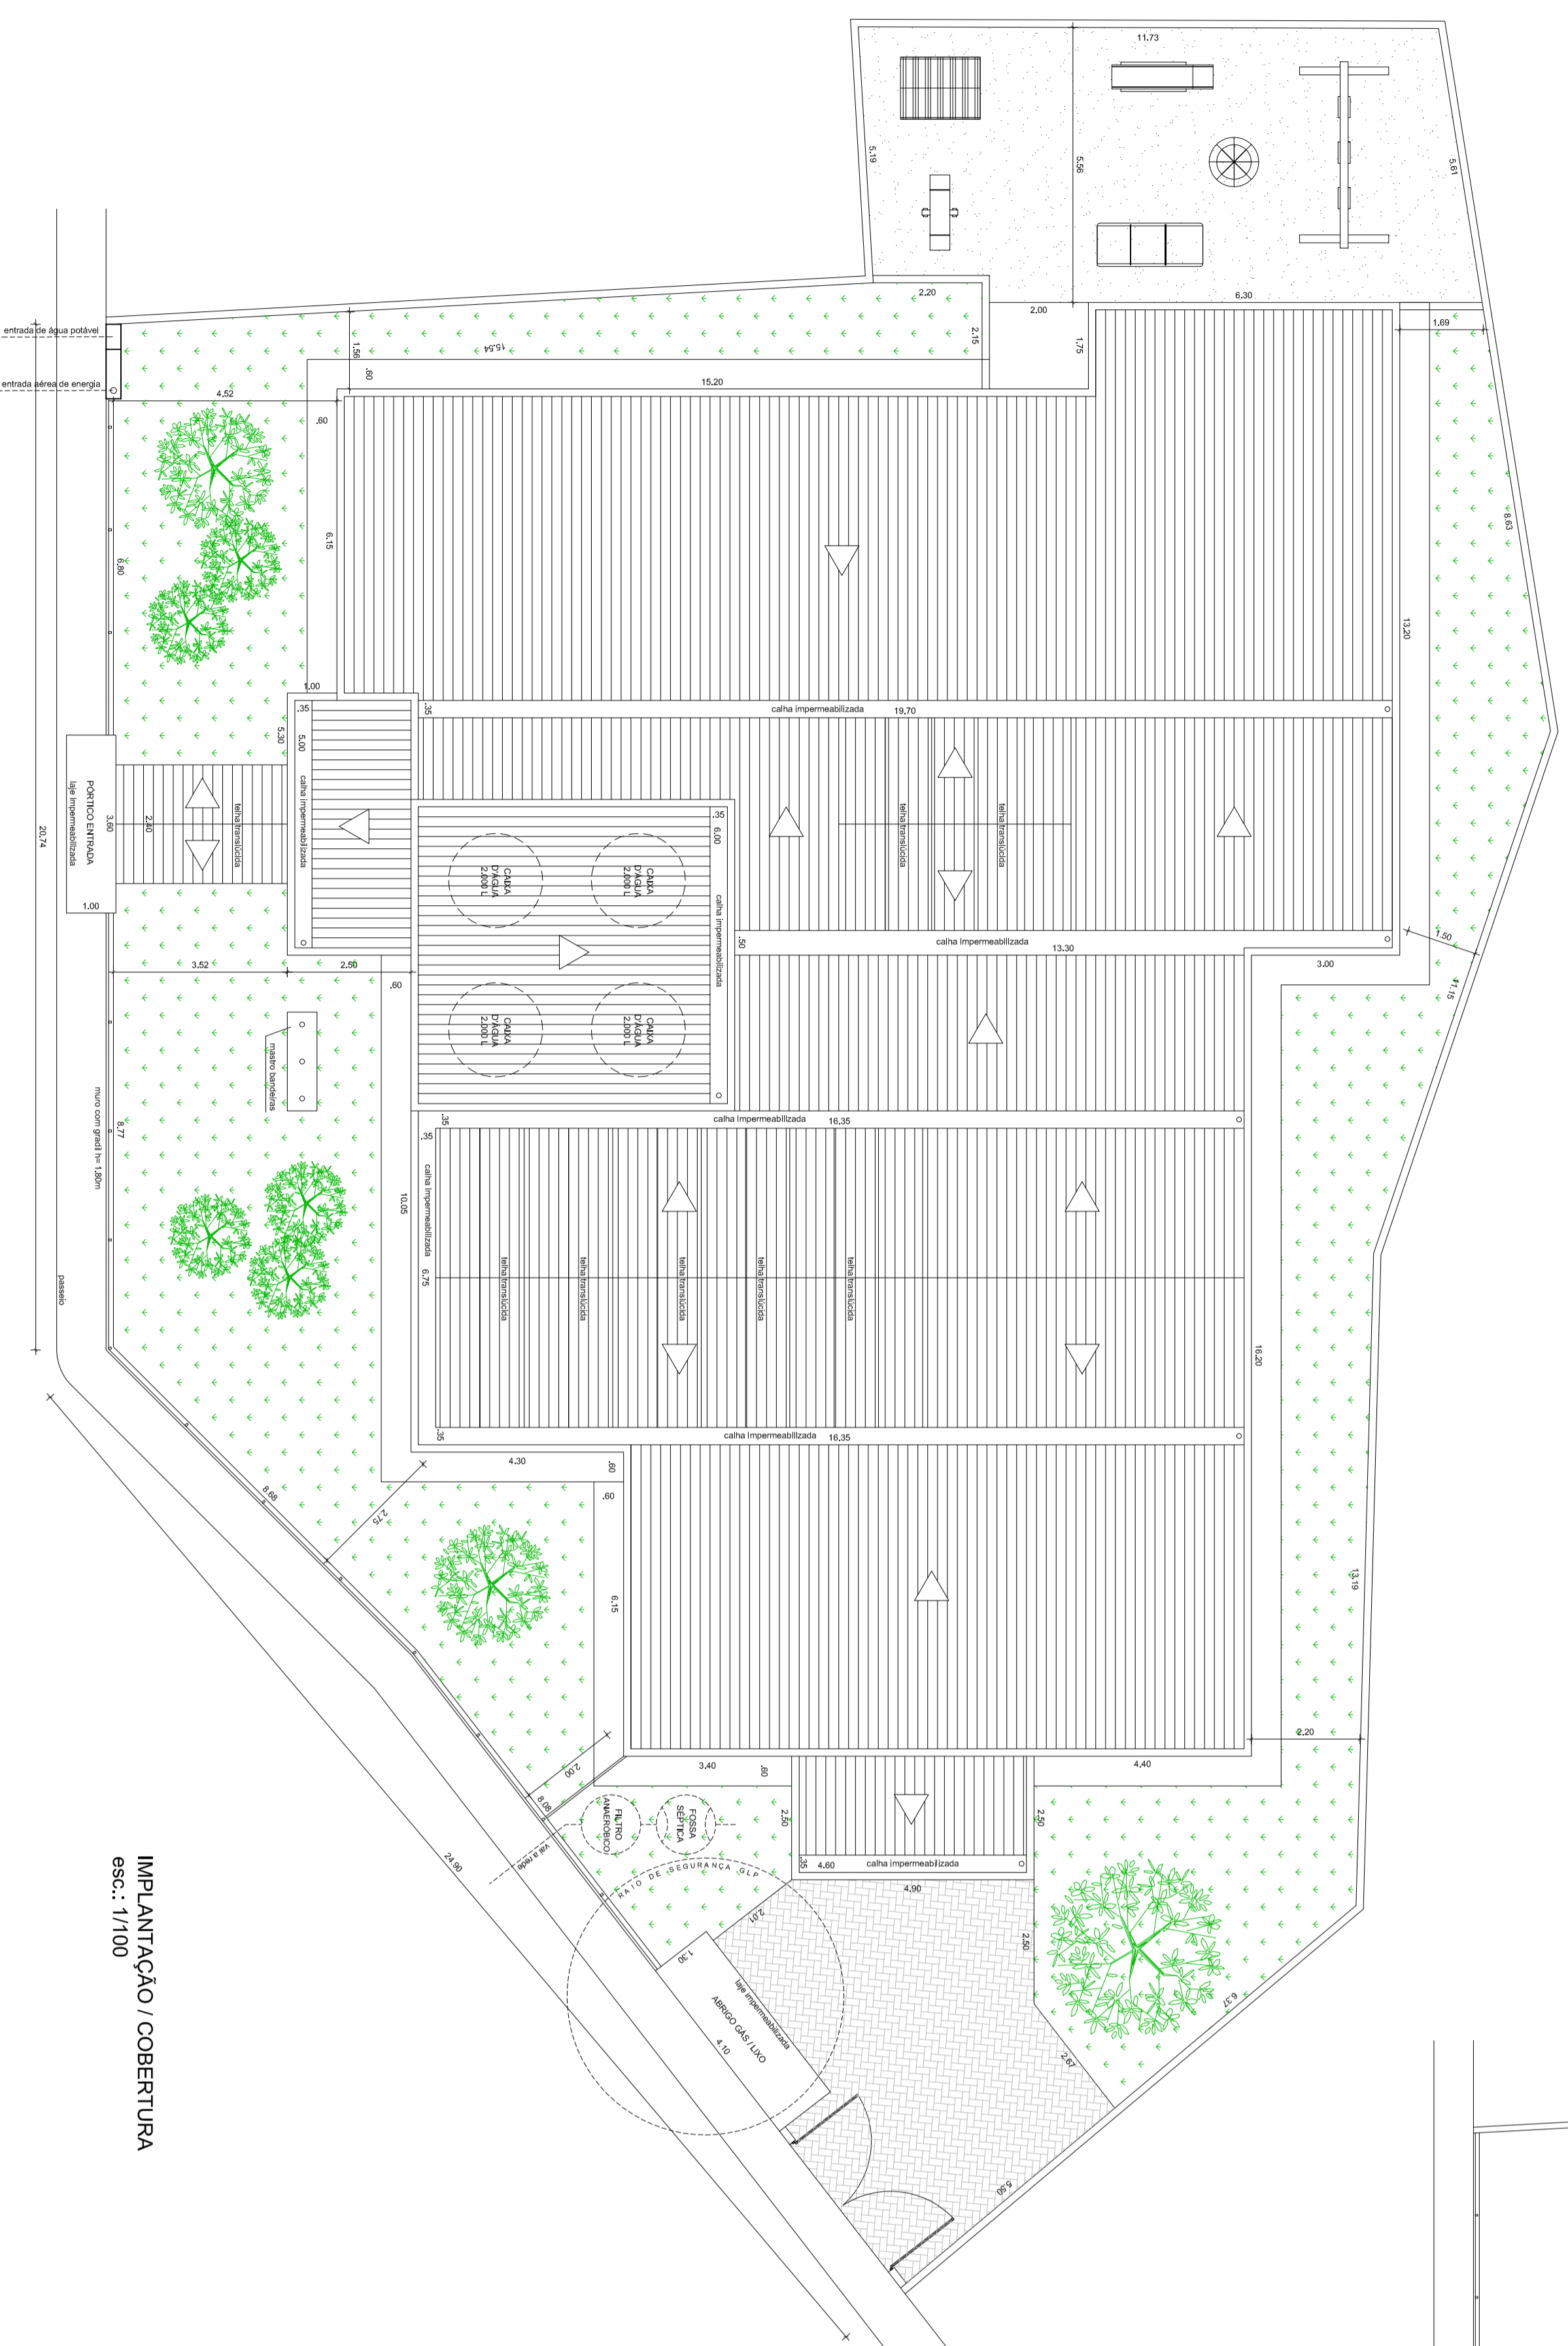 11.73
5.19
5.56
5.61
6.30
2.20
2.00
2.15
1.75
1.69
entrada de água potável
entrada aérea de energia
1.56
.60
15.54
15.20
4.52
.60
6.15
6.80
8.63
13.20
1.00
.35
5.00
calha impermeabilizada
5.30
.35
calha impermeabilizada
19,70
PÓRTICO ENTRADA
laje impermeabilizada
3.60
2.40
telha translúcida
1.00
20.74
.35
6.00
calha impermeabilizada
CAIXA
D'ÁGUA
2.000 L
CAIXA
D'ÁGUA
2.000 L
CAIXA
D'ÁGUA
2.000 L
CAIXA
D'ÁGUA
2.000 L
telha translúcida
telha translúcida
.50
calha impermeabilizada
13.30
3.00
1.50
11.15
3.52
2.50
.60
mastro bandeiras
muro com gradil h= 1,80m
8.77
passeio
.35
calha impermeabilizada
16,35
.35
calha impermeabilizada
6.75
10.05
telha translúcida
telha translúcida
telha translúcida
telha translúcida
telha translúcida
16.20
.35
calha impermeabilizada
16,35
4.30
.60
.60
2.75
8.68
6.15
13.19
2.20
3.40
.60
4.40
2.50
2.50
2.00
8.08
FILTRO
ANAERÓBICO
FOSSA
SÉPTICA
vai a rede
RAIO DE SEGURANÇA GLP
.35
4.60
calha impermeabilizada
4.90
2.01
2.50
1.30
laje impermeabilizada
ABRIGO GÁS / LIXO
4.10
2.67
6.37
5.50
24.90
IMPLANTAÇÃO / COBERTURA
esc.: 1/100